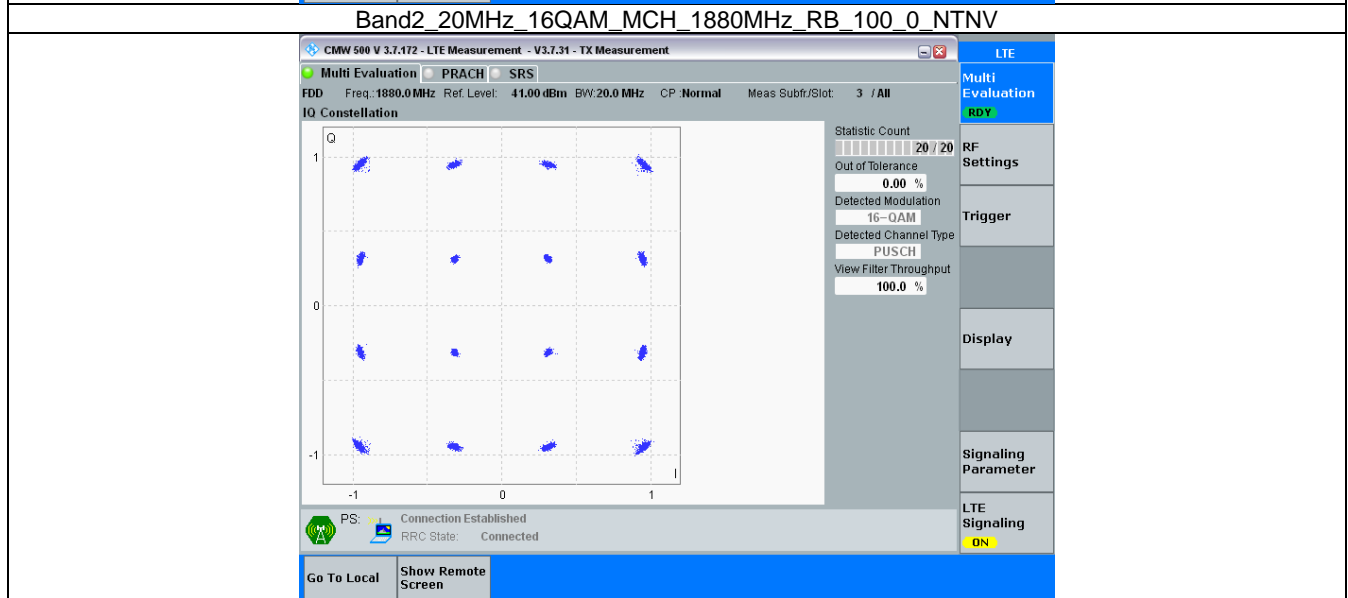 Band2_20MHz_16QAM_MCH_1880MHz_RB_100_0_NTNV
CMW 500 V 3.7.172 - LTE Measurement - V3.7.31 - TX Measurement
LTE
Multi Evaluation PRACH SRS
Multi Evaluation
RDY
FDD Freq.:1880.0 MHz Ref. Level: 41.00 dBm BW:20.0 MHz CP :Normal Meas Subfr./Slot: 3 / All
IQ Constellation
Q
1
0
-1
-1 0 1
I
Statistic Count
20 / 20
Out of Tolerance
0.00 %
Detected Modulation
16-QAM
Detected Channel Type
PUSCH
View Filter Throughput
100.0 %
RF
Settings
Trigger
Display
Signaling
Parameter
LTE
Signaling
ON
PS: Connection Established
RRC State: Connected
Go To Local
Show Remote
Screen